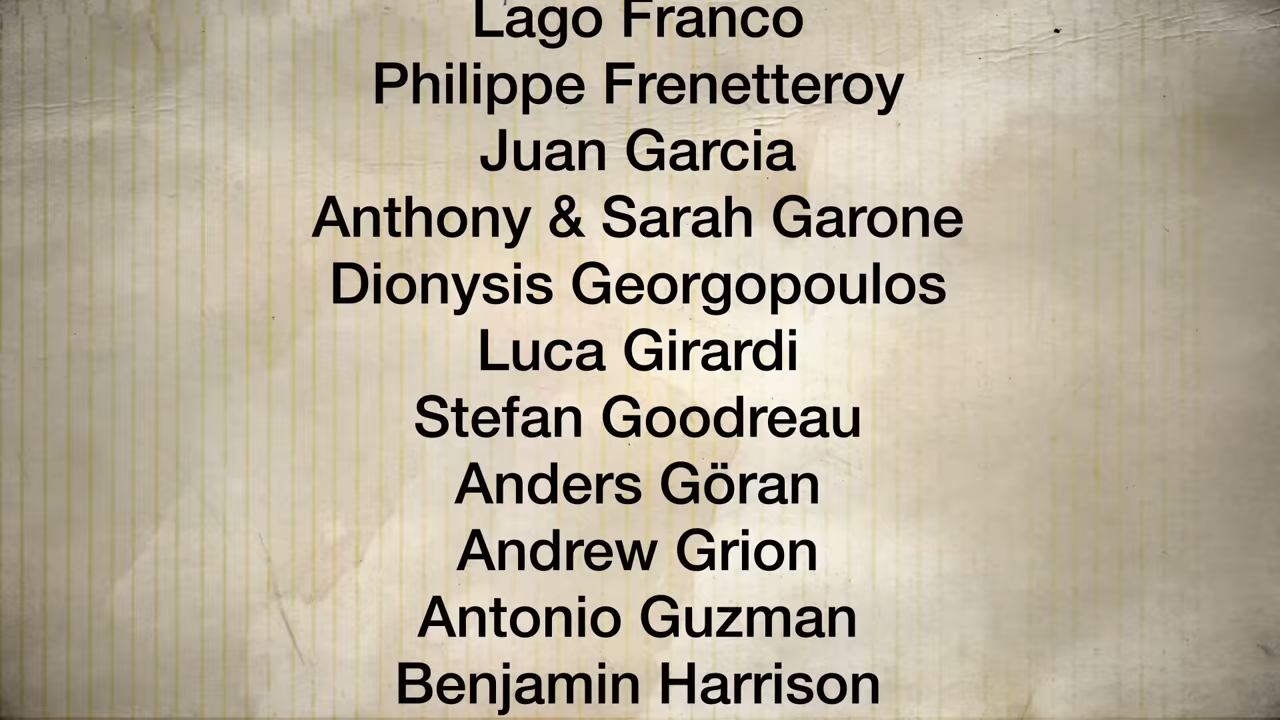 Lago Franco
Philippe Frenetteroy
Juan Garcia
Anthony & Sarah Garone
Dionysis Georgopoulos
Luca Girardi
Stefan Goodreau
Anders Göran
Andrew Grion
Antonio Guzman
Benjamin Harrison